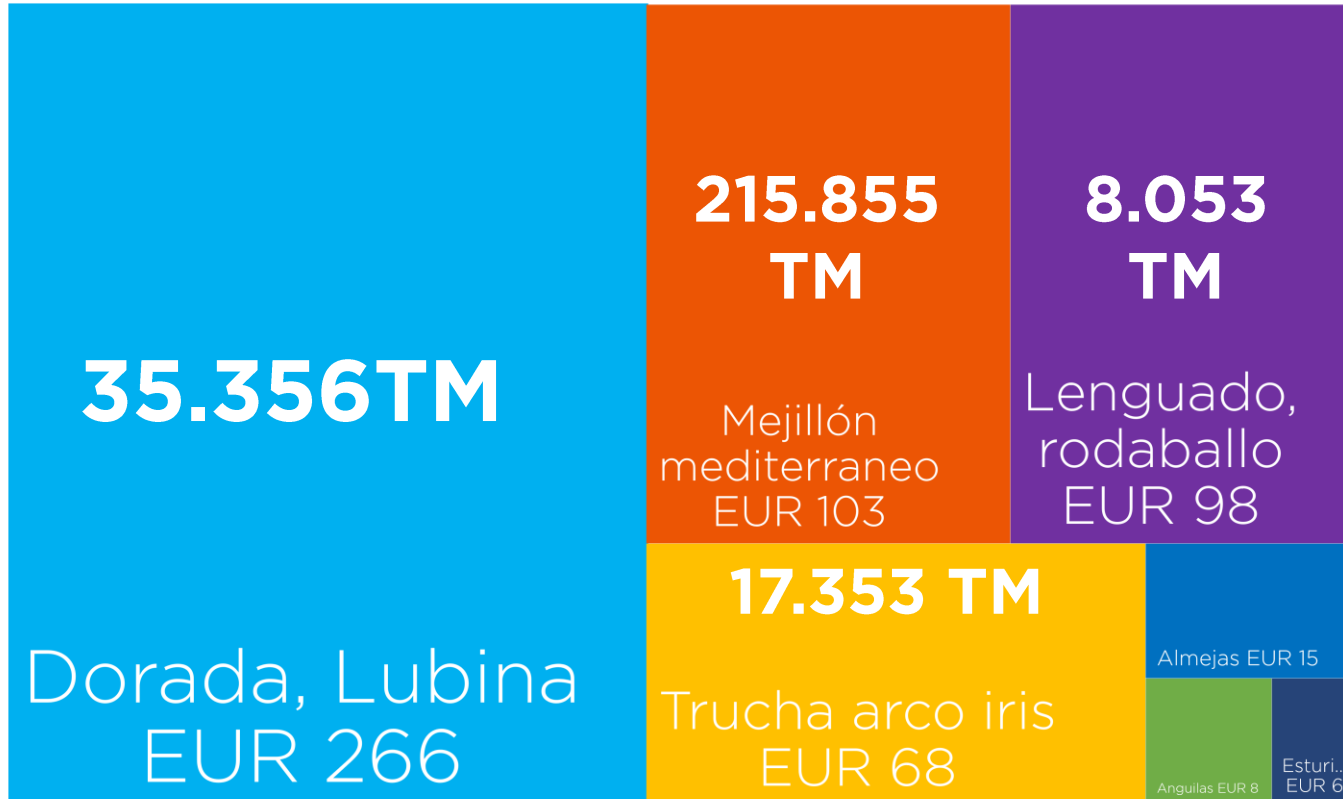 35.356TM
Dorada, Lubina
EUR 266
215.855
TM
Mejillón
mediterraneo
EUR 103
8.053
TM
Lenguado,
rodaballo
EUR 98
17.353 TM
Trucha arco iris
EUR 68
Almejas EUR 15
Anguilas EUR 8
Esturi...
EUR 6